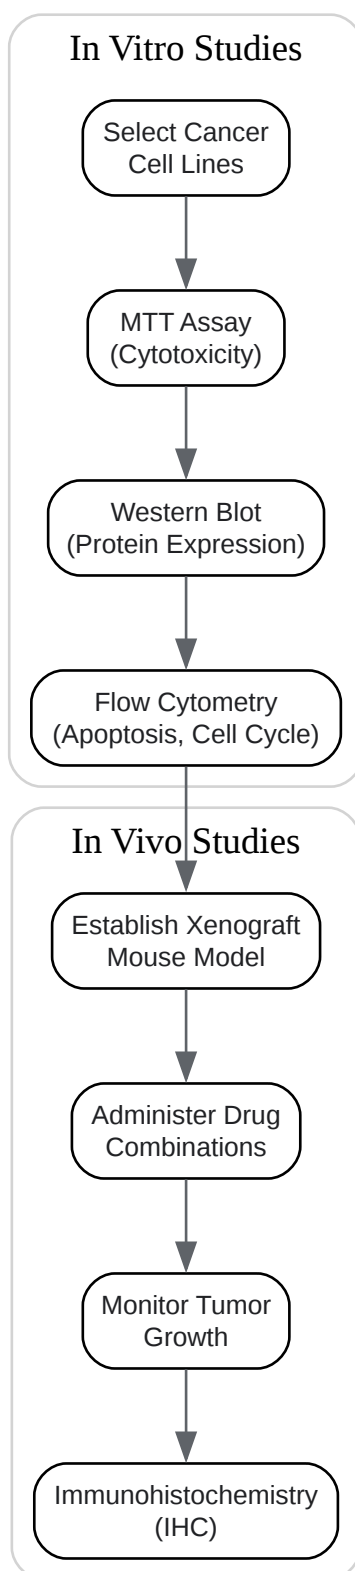 In Vitro Studies
Select Cancer
Cell Lines
MTT Assay
(Cytotoxicity)
Western Blot
(Protein Expression)
Flow Cytometry
(Apoptosis, Cell Cycle)
In Vivo Studies
Establish Xenograft
Mouse Model
Administer Drug
Combinations
Monitor Tumor
Growth
Immunohistochemistry
(IHC)